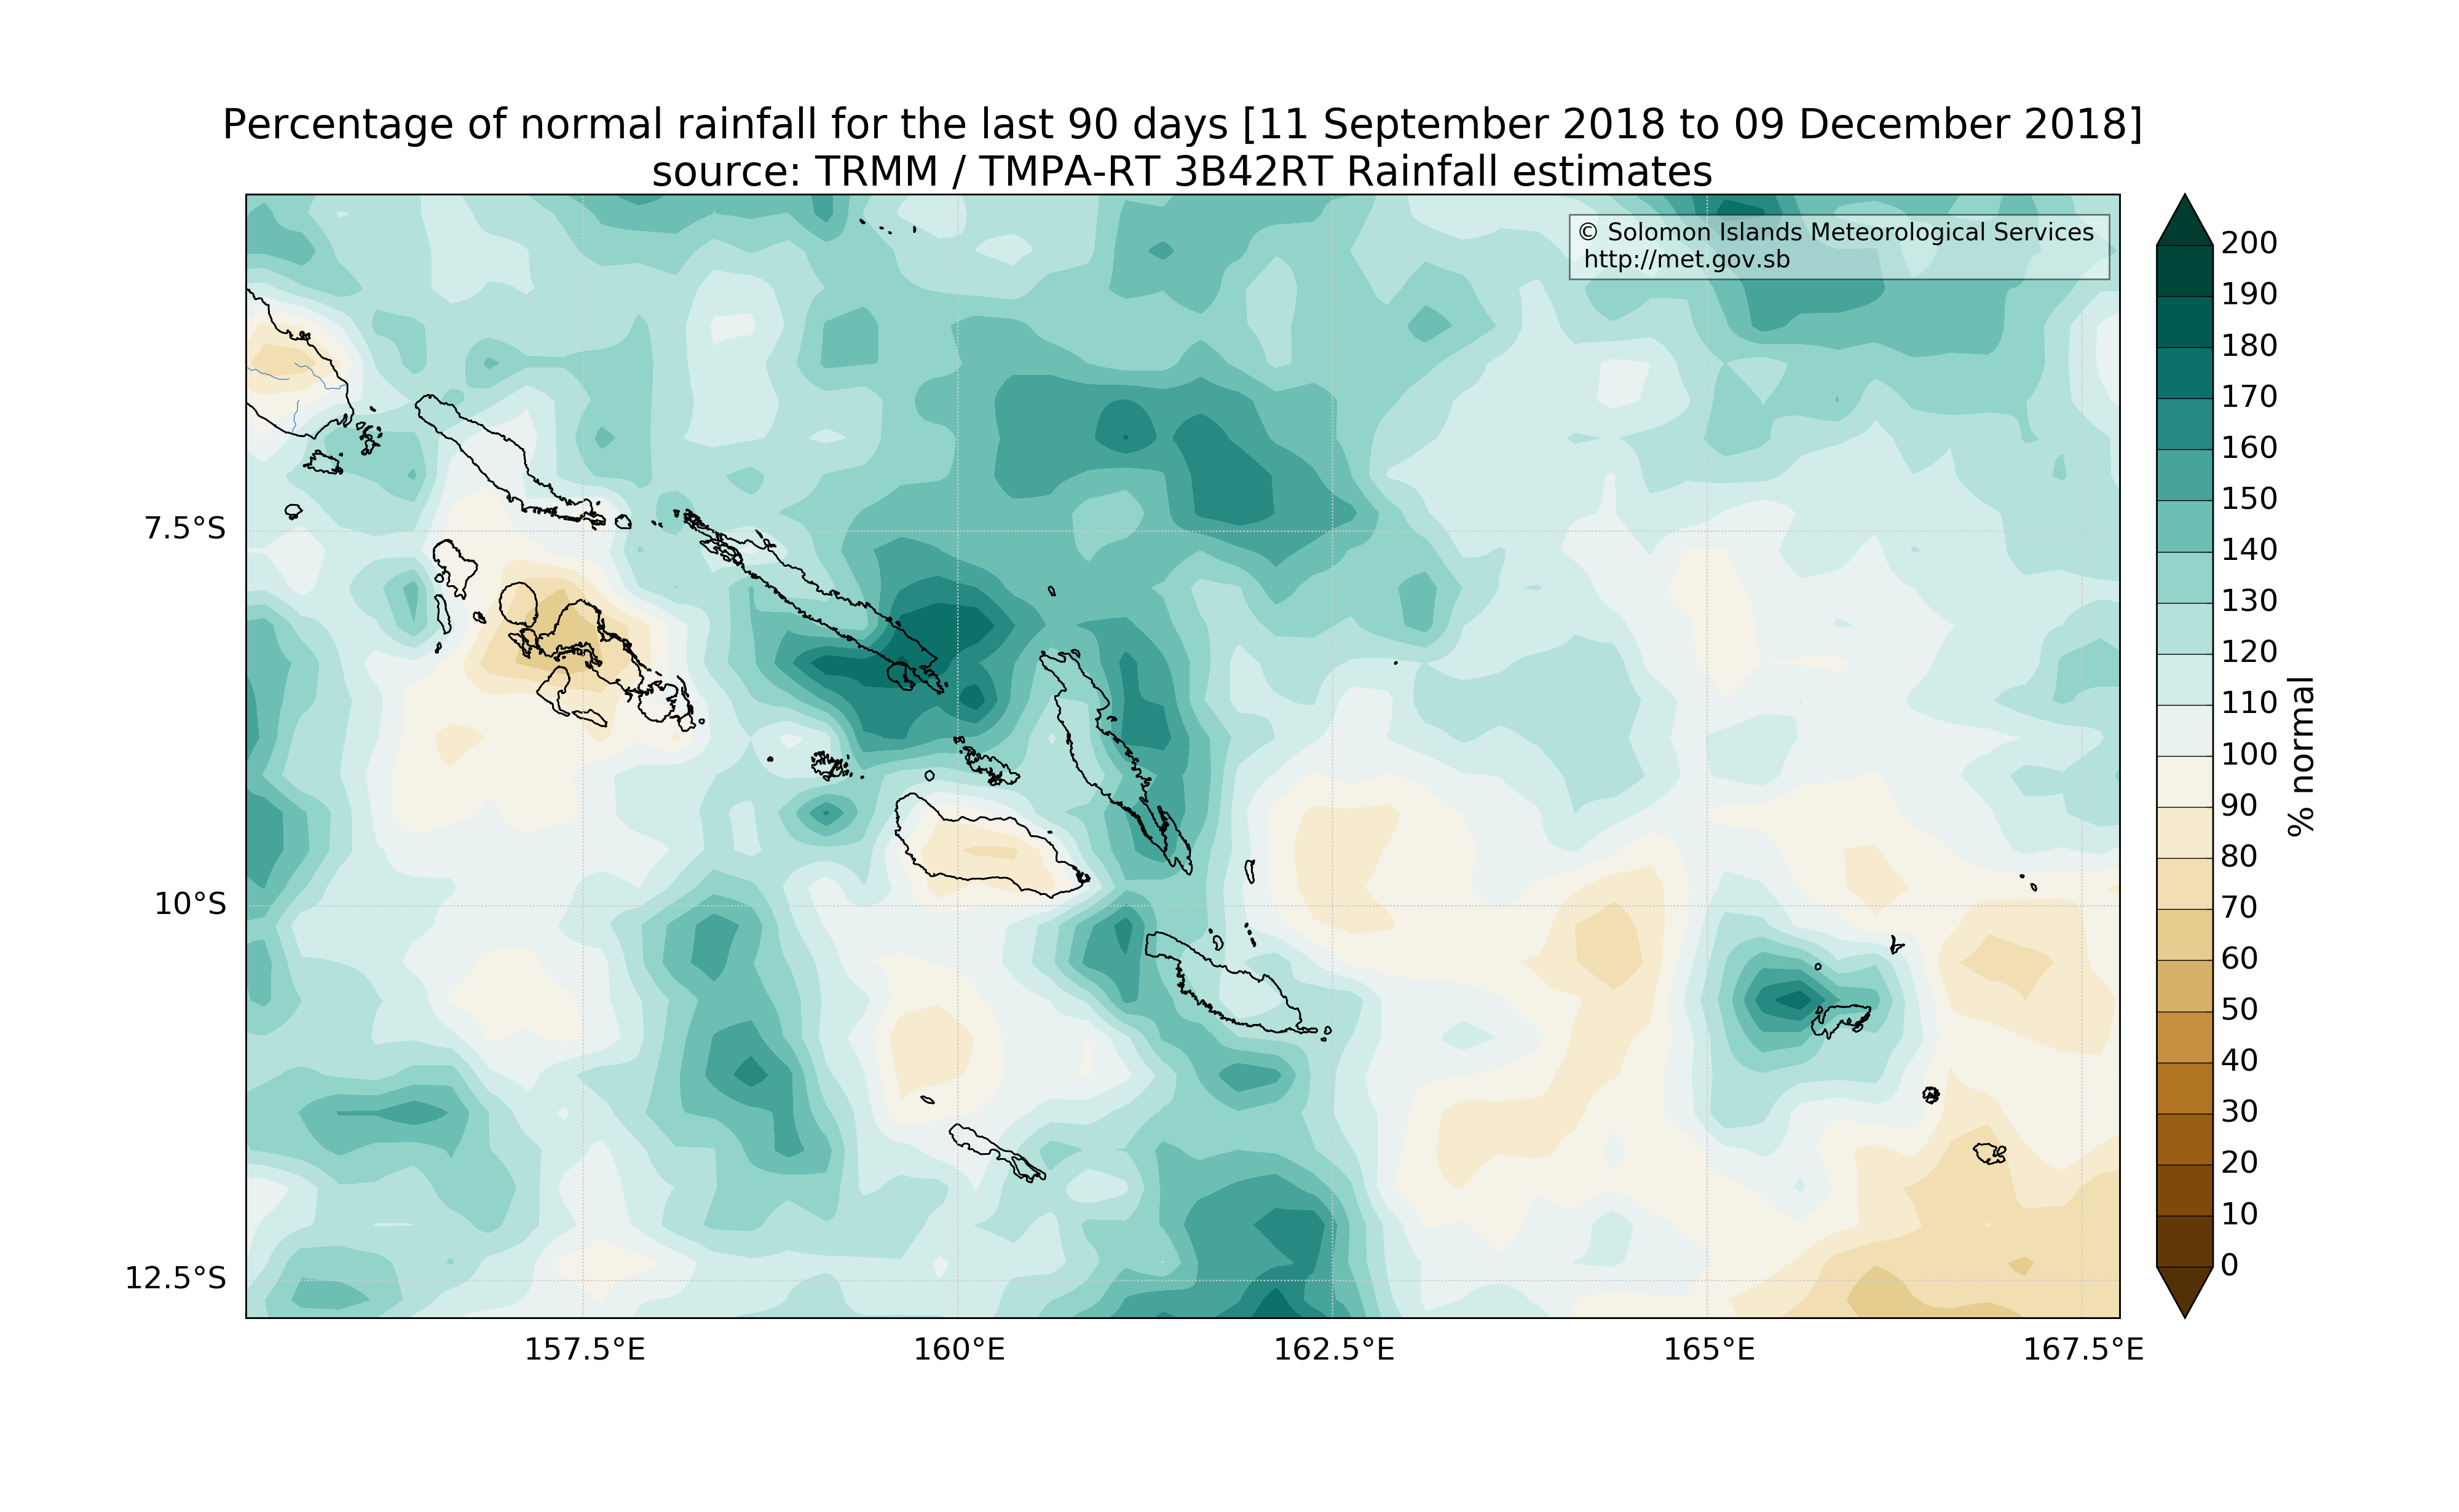 Percentage of normal rainfall for the last 90 days [11 September 2018 to 09 December 2018]
source: TRMM / TMPA-RT 3B42RT Rainfall estimates
© Solomon Islands Meteorological Services
http://met.gov.sb
7.5°S
10°S
12.5°S
157.5°E
160°E
162.5°E
165°E
167.5°E
200
190
180
170
160
150
140
130
120
110
100
90
80
70
60
50
40
30
20
10
0
% normal